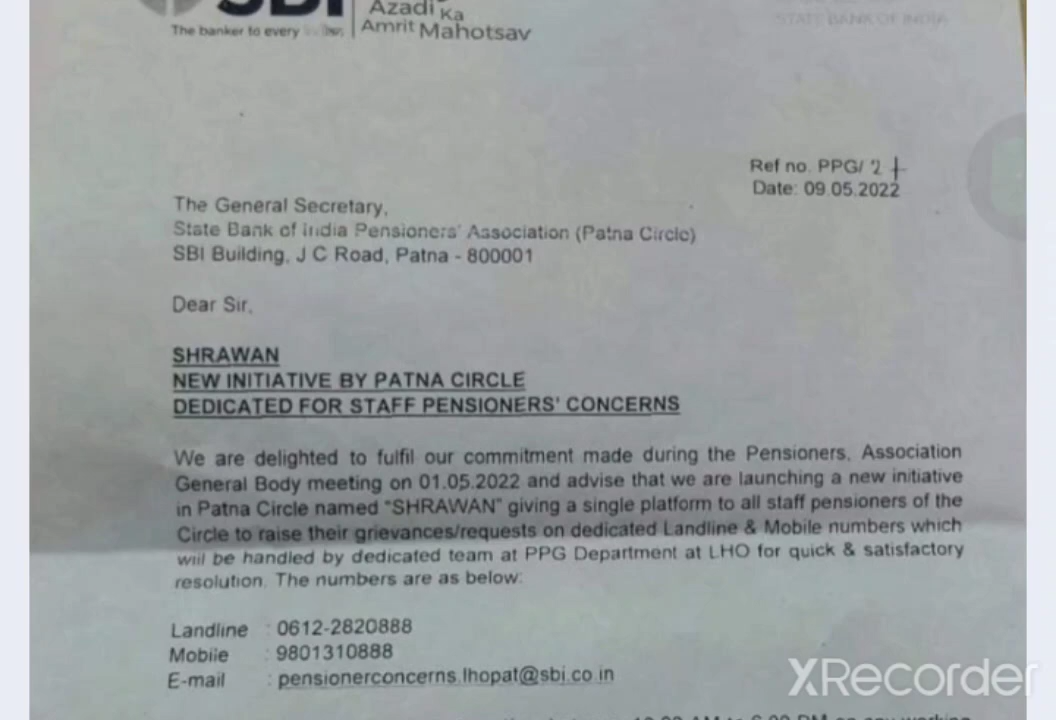 SBI
Azadi Ka
The banker to every
Amrit Mahotsav
STATE BANK OF INDIA
Ref no. PPG/ 2
Date: 09.05.2022
The General Secretary,
State Bank of India Pensioners' Association (Patna Circle)
SBI Building, J C Road, Patna - 800001
Dear Sir,
SHRAWAN
NEW INITIATIVE BY PATNA CIRCLE
DEDICATED FOR STAFF PENSIONERS' CONCERNS
We are delighted to fulfil our commitment made during the Pensioners, Association
General Body meeting on 01.05.2022 and advise that we are launching a new initiative
in Patna Circle named "SHRAWAN" giving a single platform to all staff pensioners of the
Circle to raise their grievances/requests on dedicated Landline & Mobile numbers which
will be handled by dedicated team at PPG Department at LHO for quick & satisfactory
resolution. The numbers are as below:
Landline : 0612-2820888
Mobile : 9801310888
E-mail : pensionerconcerns.lhopat@sbi.co.in
XRecorder